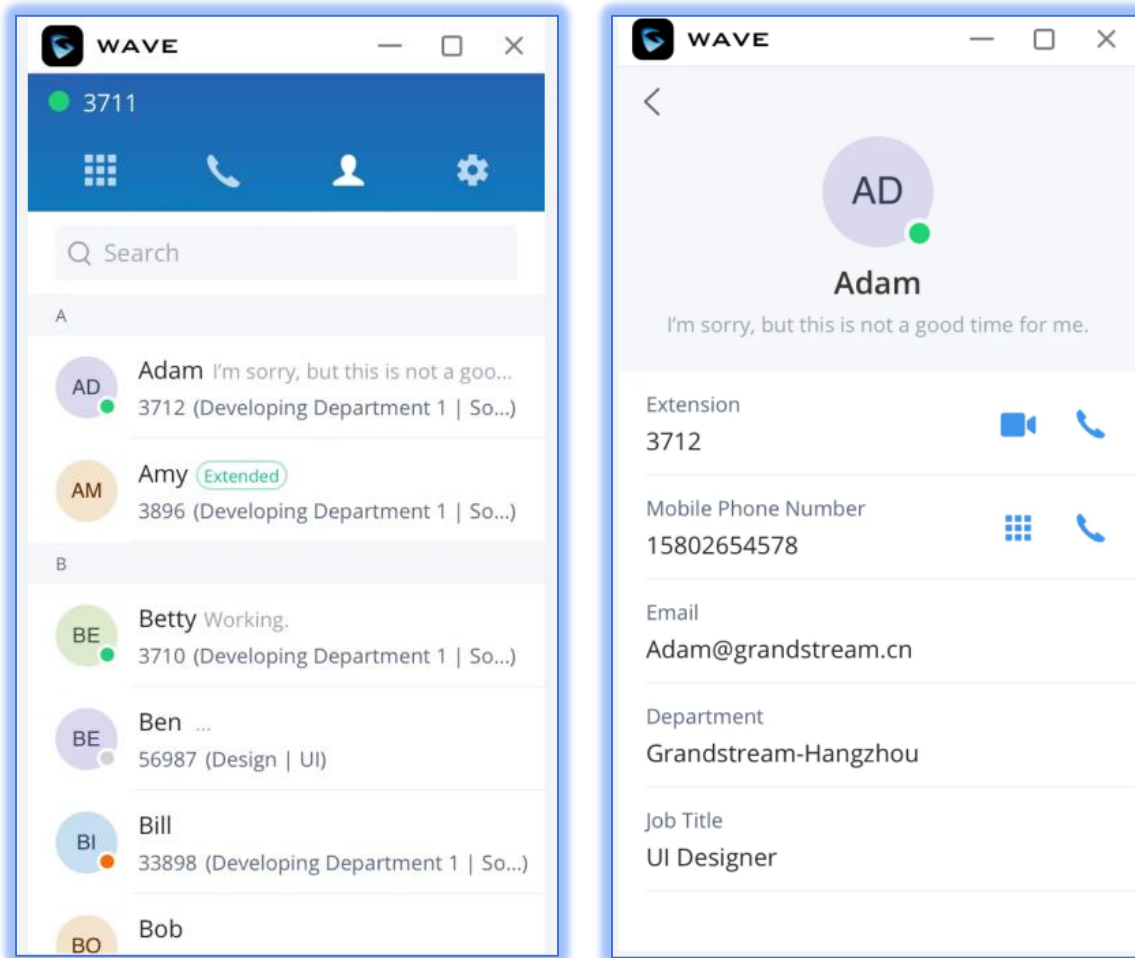 WAVE
3711
Search
A
AD
Adam I'm sorry, but this is not a goo...
3712 (Developing Department 1 | So...)
AM
Amy Extended
3896 (Developing Department 1 | So...)
B
BE
Betty Working.
3710 (Developing Department 1 | So...)
BE
Ben ...
56987 (Design | UI)
BI
Bill
33898 (Developing Department 1 | So...)
BO
Bob
WAVE
AD
Adam
I'm sorry, but this is not a good time for me.
Extension
3712
Mobile Phone Number
15802654578
Email
Adam@grandstream.cn
Department
Grandstream-Hangzhou
Job Title
UI Designer